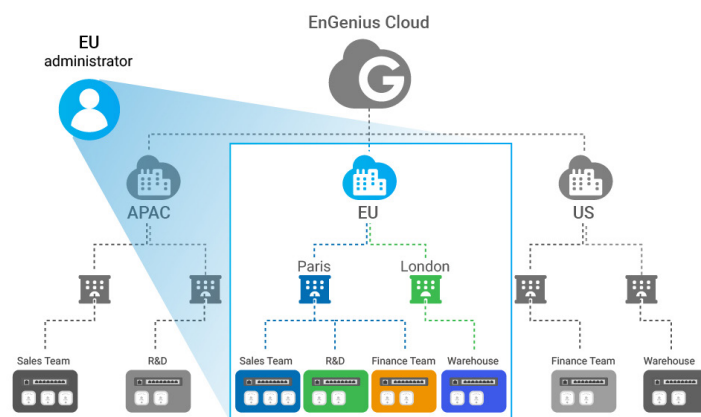 EnGenius Cloud
EU
administrator
G
APAC
EU
US
Paris
London
Sales Team
R&D
Sales Team
R&D
Finance Team
Warehouse
Finance Team
Warehouse